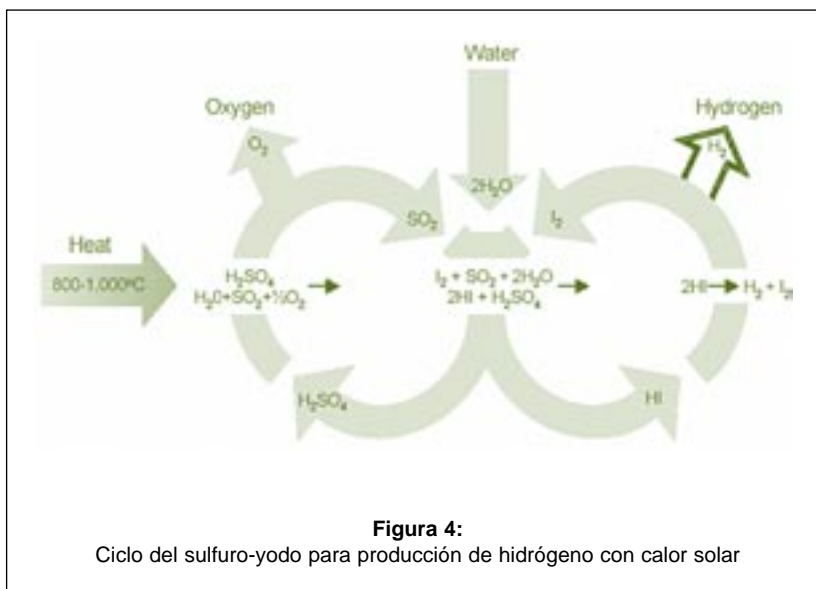 Water
Oxygen
Hydrogen
O₂
H₂
2H₂O
SO₂
I₂
Heat
800-1,000ºC
H₂SO₄
H₂0+SO₂+½O₂ →
I₂ + SO₂ + 2H₂O →
2HI + H₂SO₄
2HI → H₂ + I₂
H₂SO₄
HI
Figura 4:
Ciclo del sulfuro-yodo para producción de hidrógeno con calor solar